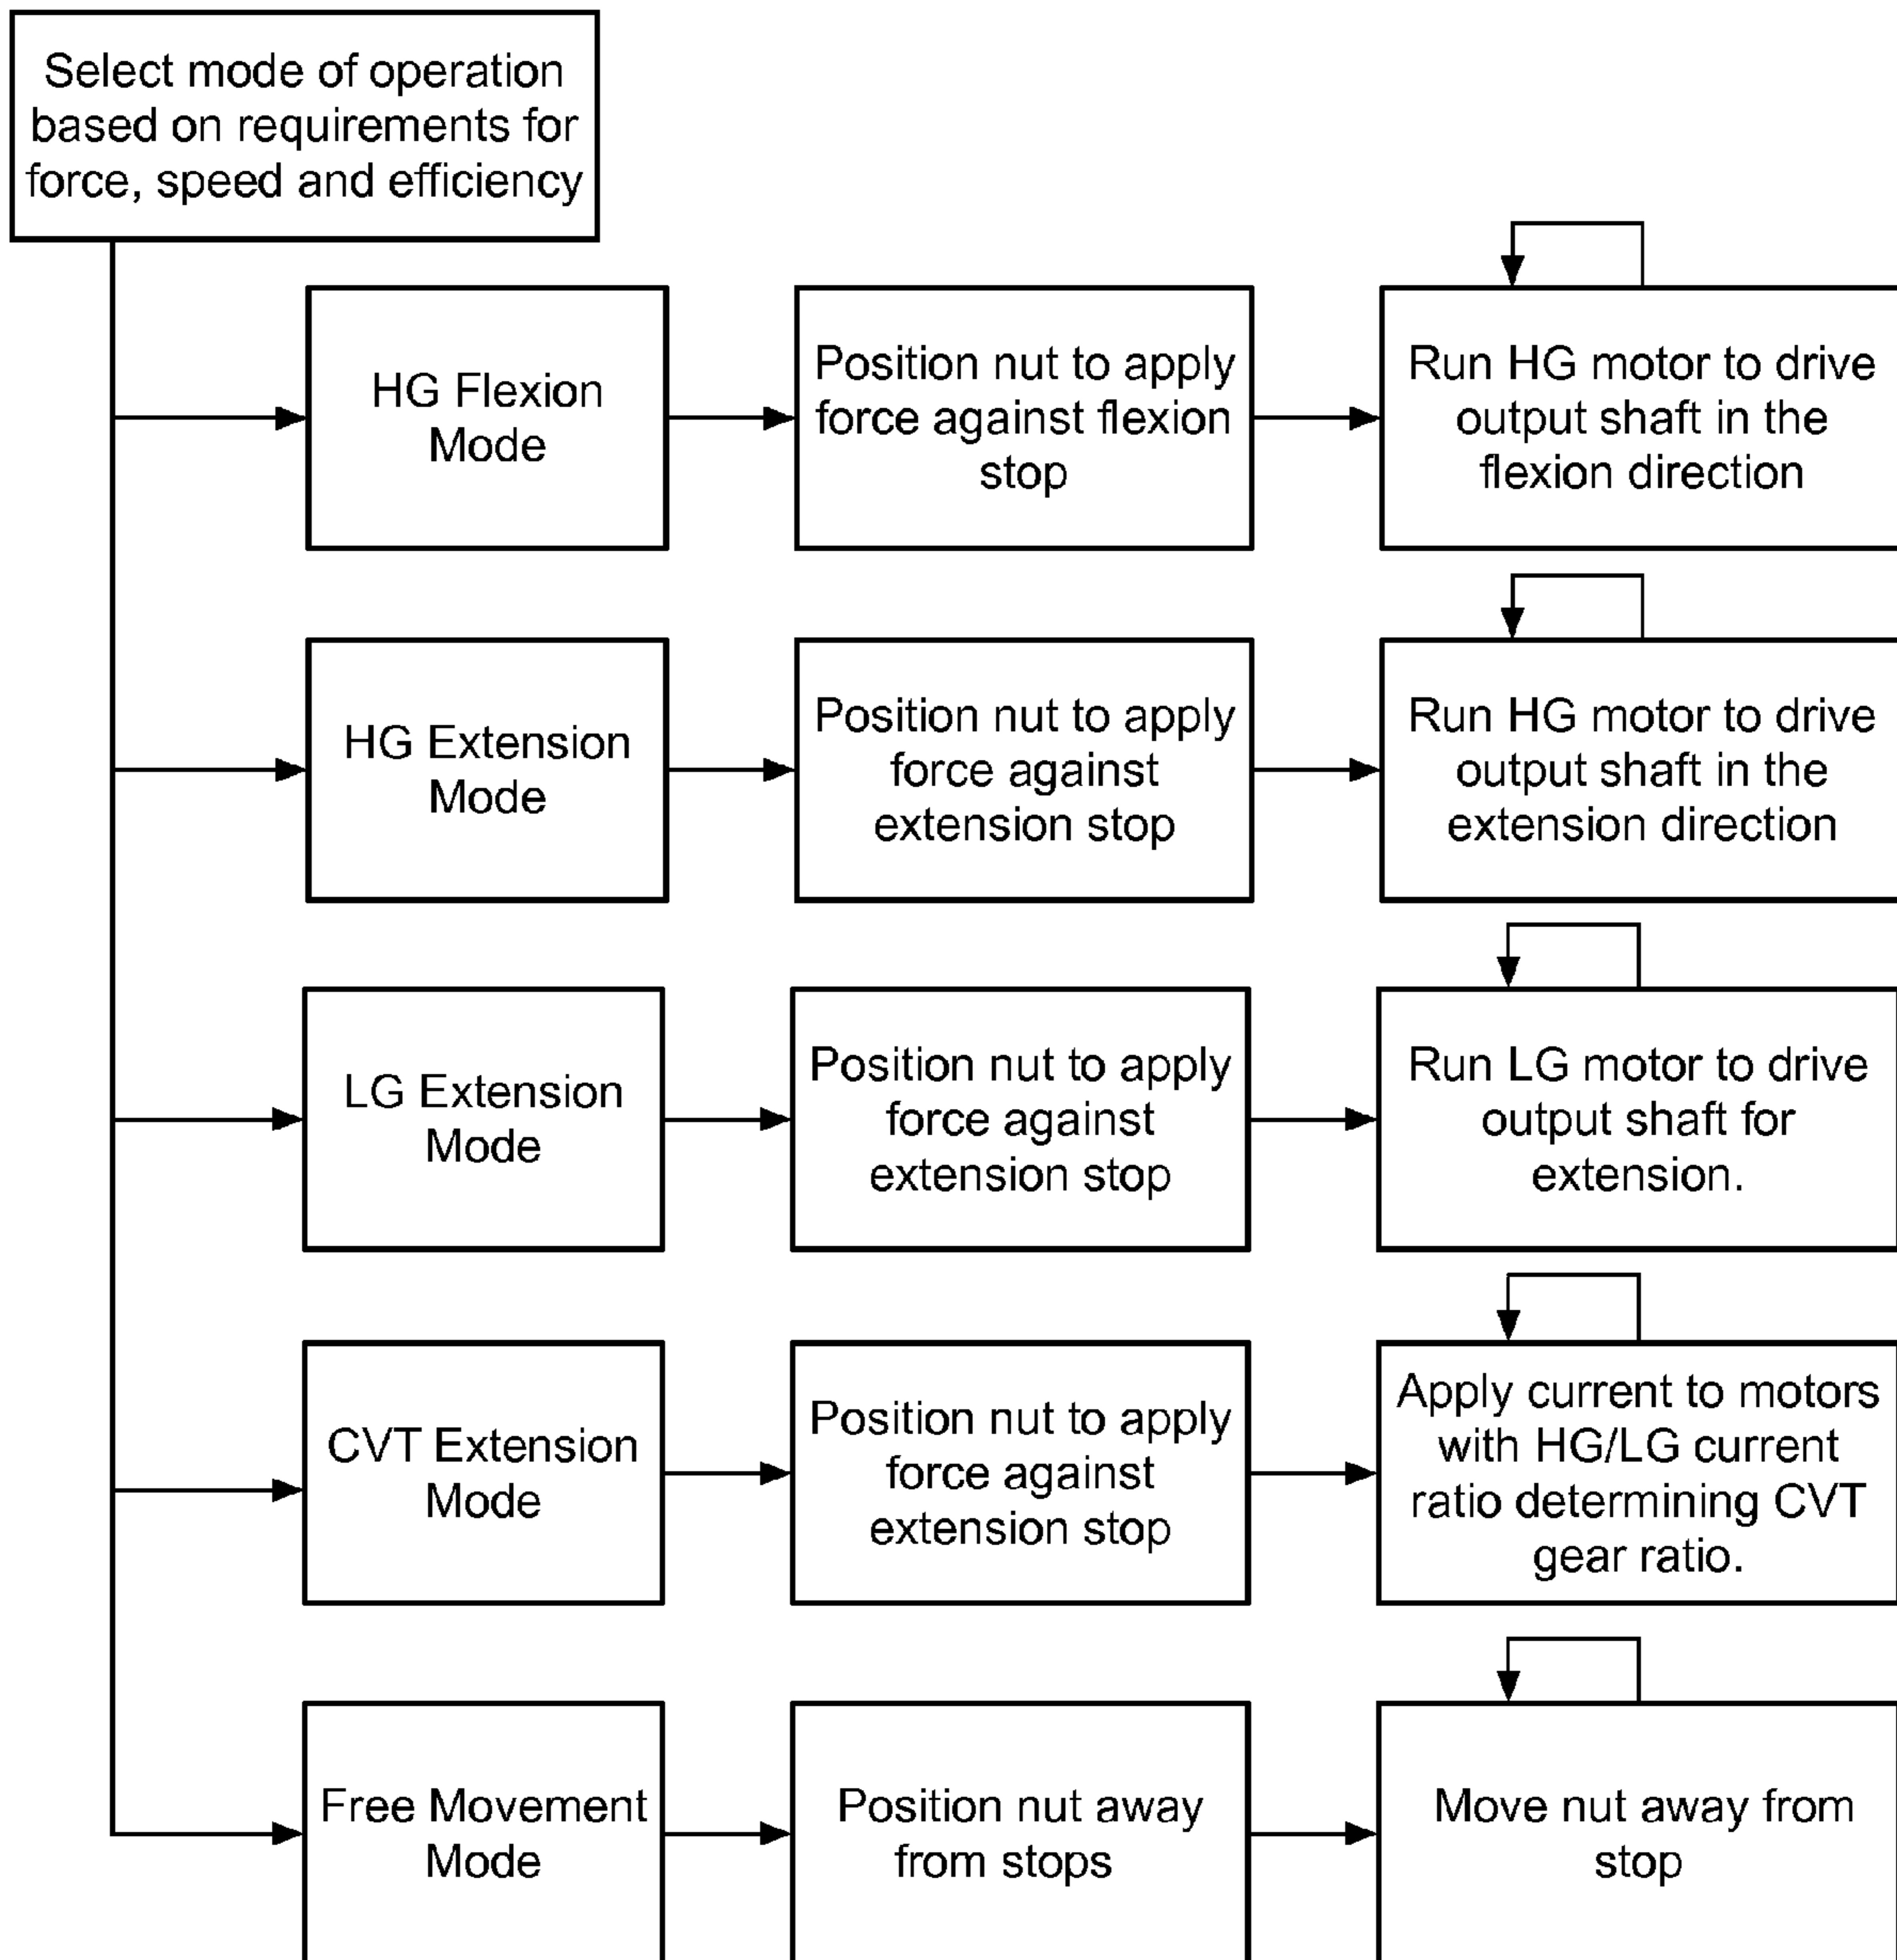 Select mode of operation
based on requirements for
force, speed and efficiency
HG Flexion
Mode
Position nut to apply
force against flexion
stop
Run HG motor to drive
output shaft in the
flexion direction
HG Extension
Mode
Position nut to apply
force against
extension stop
Run HG motor to drive
output shaft in the
extension direction
LG Extension
Mode
Position nut to apply
force against
extension stop
Run LG motor to drive
output shaft for
extension.
CVT Extension
Mode
Position nut to apply
force against
extension stop
Apply current to motors
with HG/LG current
ratio determining CVT
gear ratio.
Free Movement
Mode
Position nut away
from stops
Move nut away from
stop